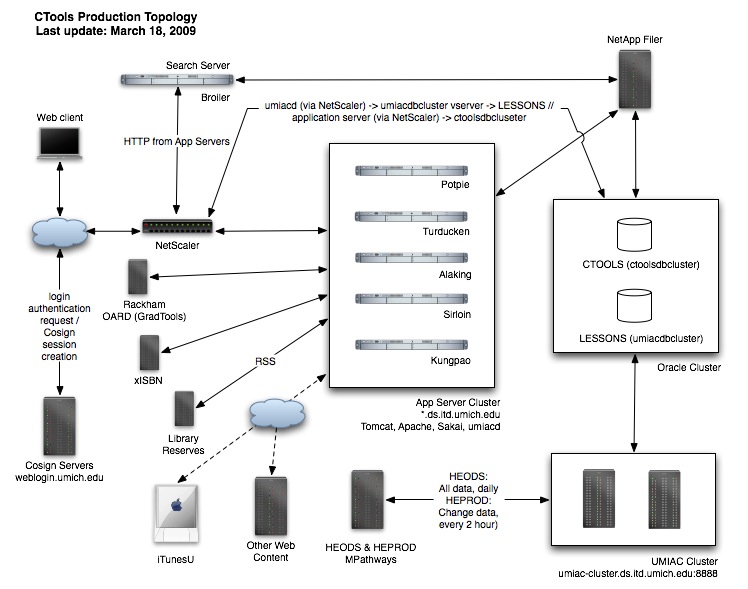 CTools Production Topology
Last update: March 18, 2009
NetApp Filer
Search Server
Broiler
umiacd (via NetScaler) -> umiacdbcluster vserver -> LESSONS //
application server (via NetScaler) -> ctoolsdbcluseter
Web client
HTTP from App Servers
Potpie
Turducken
Alaking
Sirloin
Kungpao
NetScaler
CTOOLS (ctoolsdbcluster)
LESSONS (umiacdbcluster)
Oracle Cluster
Rackham
OARD (GradTools)
login
authentication
request /
Cosign
session
creation
xISBN
RSS
Library
Reserves
App Server Cluster
*.ds.itd.umich.edu
Tomcat, Apache, Sakai, umiacd
Cosign Servers
weblogin.umich.edu
iTunesU
Other Web
Content
HEODS & HEPROD
MPathways
HEODS:
All data, daily
HEPROD:
Change data,
every 2 hour)
UMIAC Cluster
umiac-cluster.ds.itd.umich.edu:8888